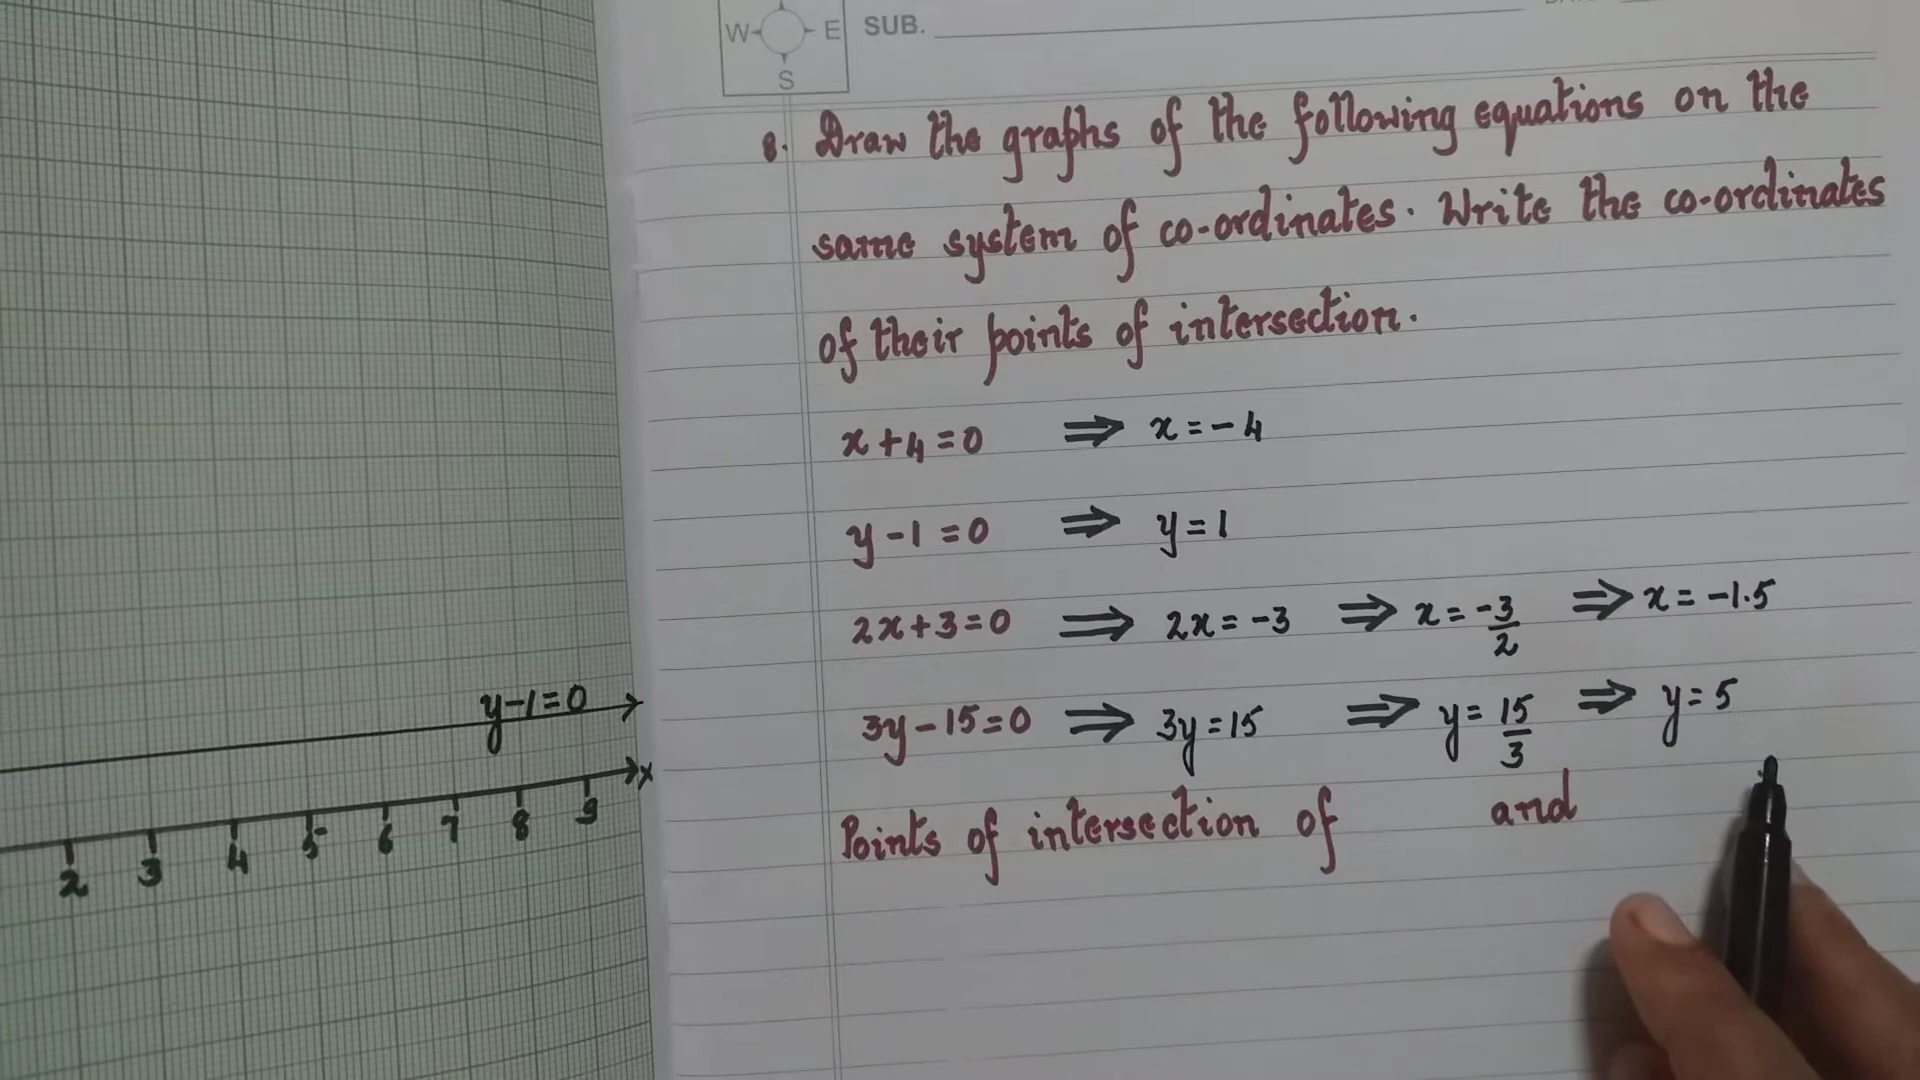 W E
S
SUB.
8. Draw the graphs of the following equations on the
same system of co-ordinates. Write the co-ordinates
of their points of intersection.
x+4=0 ⇒ x=-4
y-1=0 ⇒ y=1
2x+3=0 ⇒ 2x=-3 ⇒ x=-3/2 ⇒ x=-1.5
3y-15=0 ⇒ 3y=15 ⇒ y=15/3 ⇒ y=5
Points of intersection of and
y-1=0
x
2 3 4 5 6 7 8 9